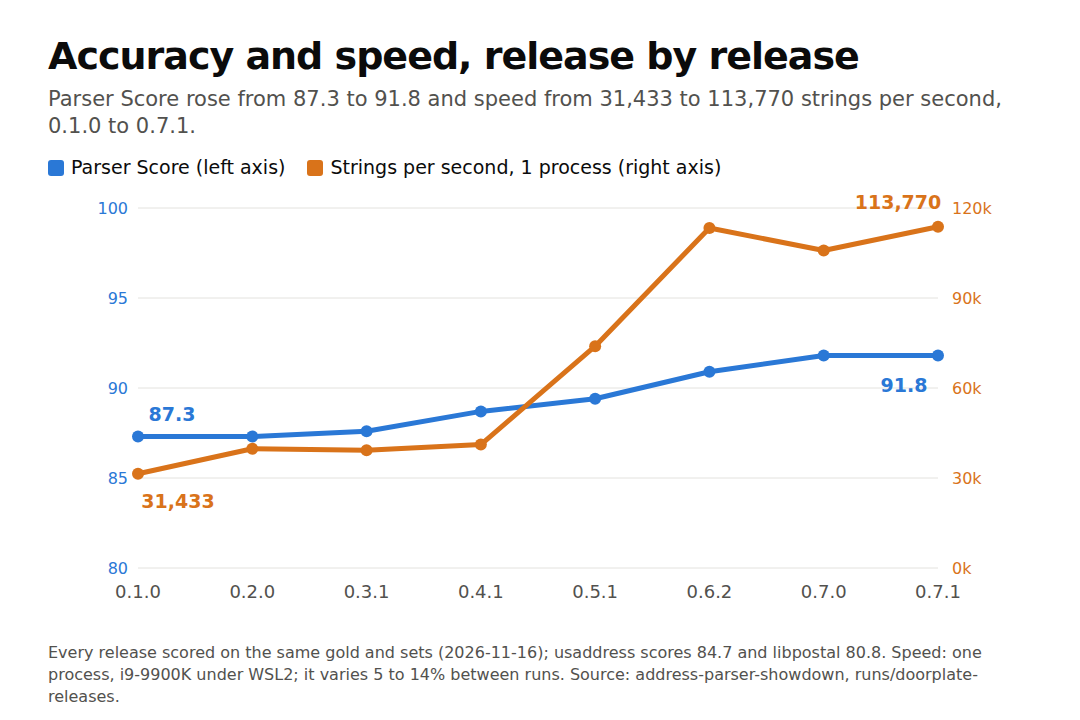 Accuracy and speed, release by release
Parser Score rose from 87.3 to 91.8 and speed from 31,433 to 113,770 strings per second,
0.1.0 to 0.7.1.
Parser Score (left axis) Strings per second, 1 process (right axis)
113,770
100 120k
95 90k
90 60k
91.8
87.3
85 30k
31,433
80 0k
0.1.0 0.2.0 0.3.1 0.4.1 0.5.1 0.6.2 0.7.0 0.7.1
Every release scored on the same gold and sets (2026-11-16); usaddress scores 84.7 and libpostal 80.8. Speed: one
process, i9-9900K under WSL2; it varies 5 to 14% between runs. Source: address-parser-showdown, runs/doorplate-
releases.